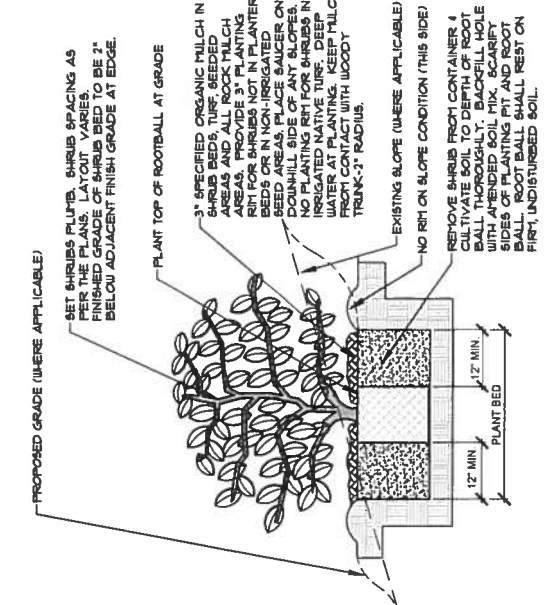 PROPOSED GRADE (WHERE APPLICABLE)
SET SHRUBS PLUMB. SHRUB SPACING AS
PER THE PLANS. LAYOUT VARIES.
FINISHED GRADE OF SHRUB BED TO BE 2"
BELOW ADJACENT FINISH GRADE AT EDGE.
PLANT TOP OF ROOTBALL AT GRADE
3" SPECIFIED ORGANIC MULCH IN
SHRUB BEDS, TURF, SEEDED
AREAS AND ALL ROCK MULCH
AREAS. PROVIDE 3" PLANTING
RIM FOR SHRUBS NOT IN PLANTER
BEDS OR IN NON-IRRIGATED
SEED AREAS. PLACE SAUCER ON
DOWNHILL SIDE OF ANY SLOPES.
NO PLANTING RIM FOR SHRUBS IN
IRRIGATED NATIVE TURF. DEEP
WATER AT PLANTING. KEEP MULC
FROM CONTACT WITH WOODY
TRUNK-2" RADIUS.
EXISTING SLOPE (WHERE APPLICABLE)
NO RIM ON SLOPE CONDITION (THIS SIDE)
REMOVE SHRUB FROM CONTAINER &
CULTIVATE SOIL TO DEPTH OF ROOT
BALL THOROUGHLY. BACKFILL HOLE
WITH AMENDED SOIL MIX. SCARIFY
SIDES OF PLANTING PIT AND ROOT
BALL. ROOT BALL SHALL REST ON
FIRM, UNDISTURBED SOIL.
12" MIN
12" MIN.
PLANT BED